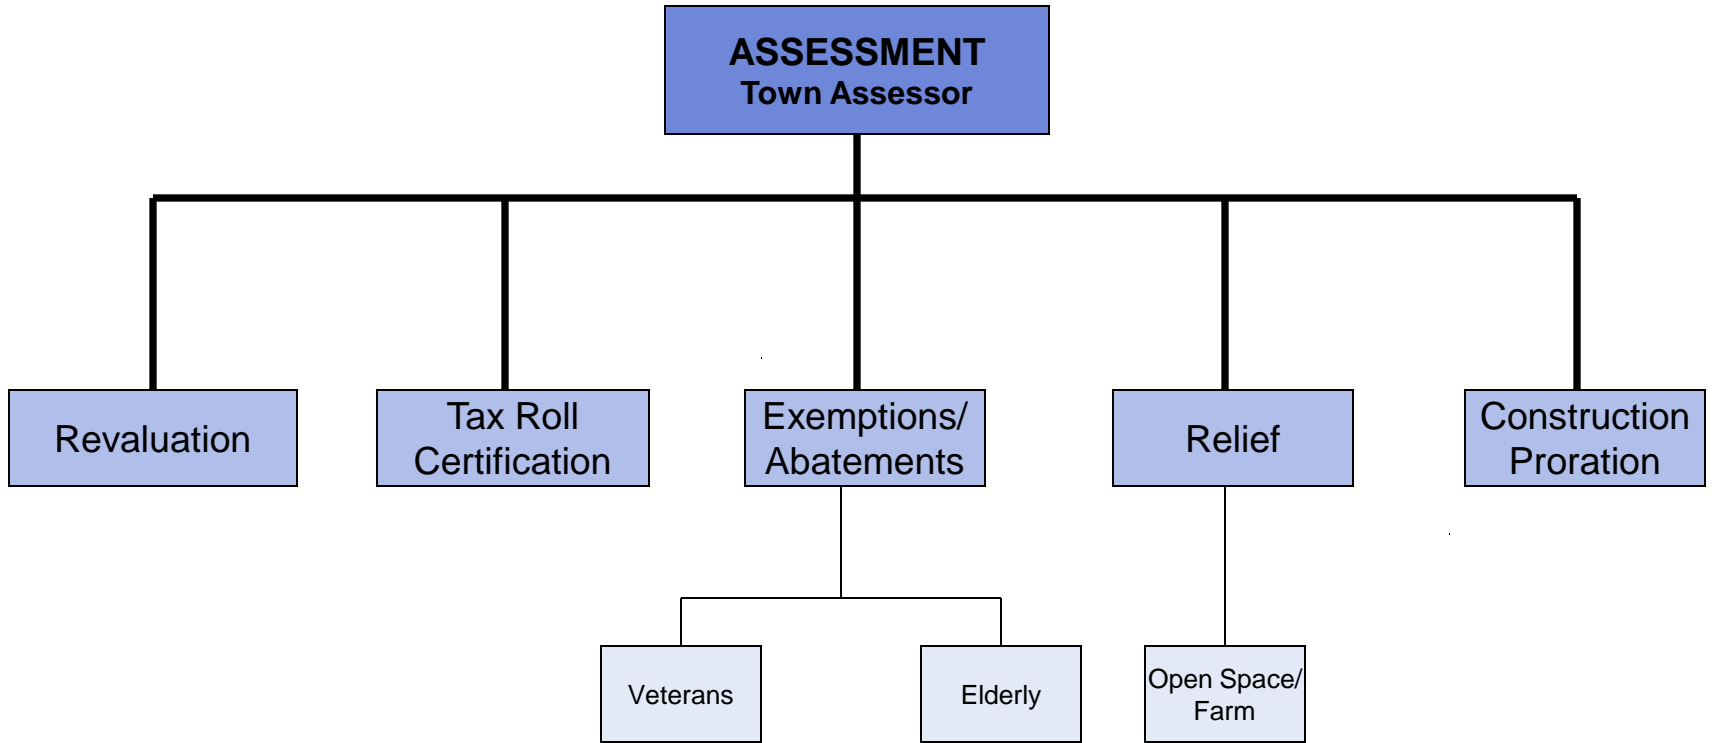 ASSESSMENT
Town Assessor
Revaluation
Tax Roll
Certification
Exemptions/
Abatements
Relief
Construction
Proration
Veterans
Elderly
Open Space/
Farm